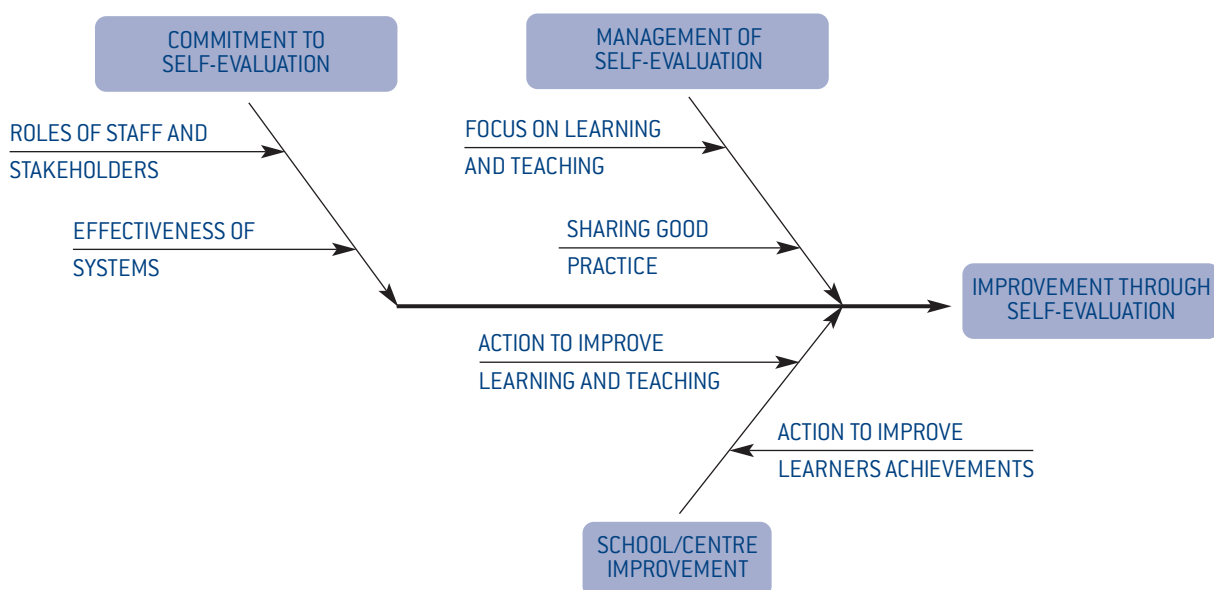 COMMITMENT TO
SELF-EVALUATION
MANAGEMENT OF
SELF-EVALUATION
ROLES OF STAFF AND
STAKEHOLDERS
FOCUS ON LEARNING
AND TEACHING
EFFECTIVENESS OF
SYSTEMS
SHARING GOOD
PRACTICE
IMPROVEMENT THROUGH
SELF-EVALUATION
ACTION TO IMPROVE
LEARNING AND TEACHING
ACTION TO IMPROVE
LEARNERS ACHIEVEMENTS
SCHOOL/CENTRE
IMPROVEMENT